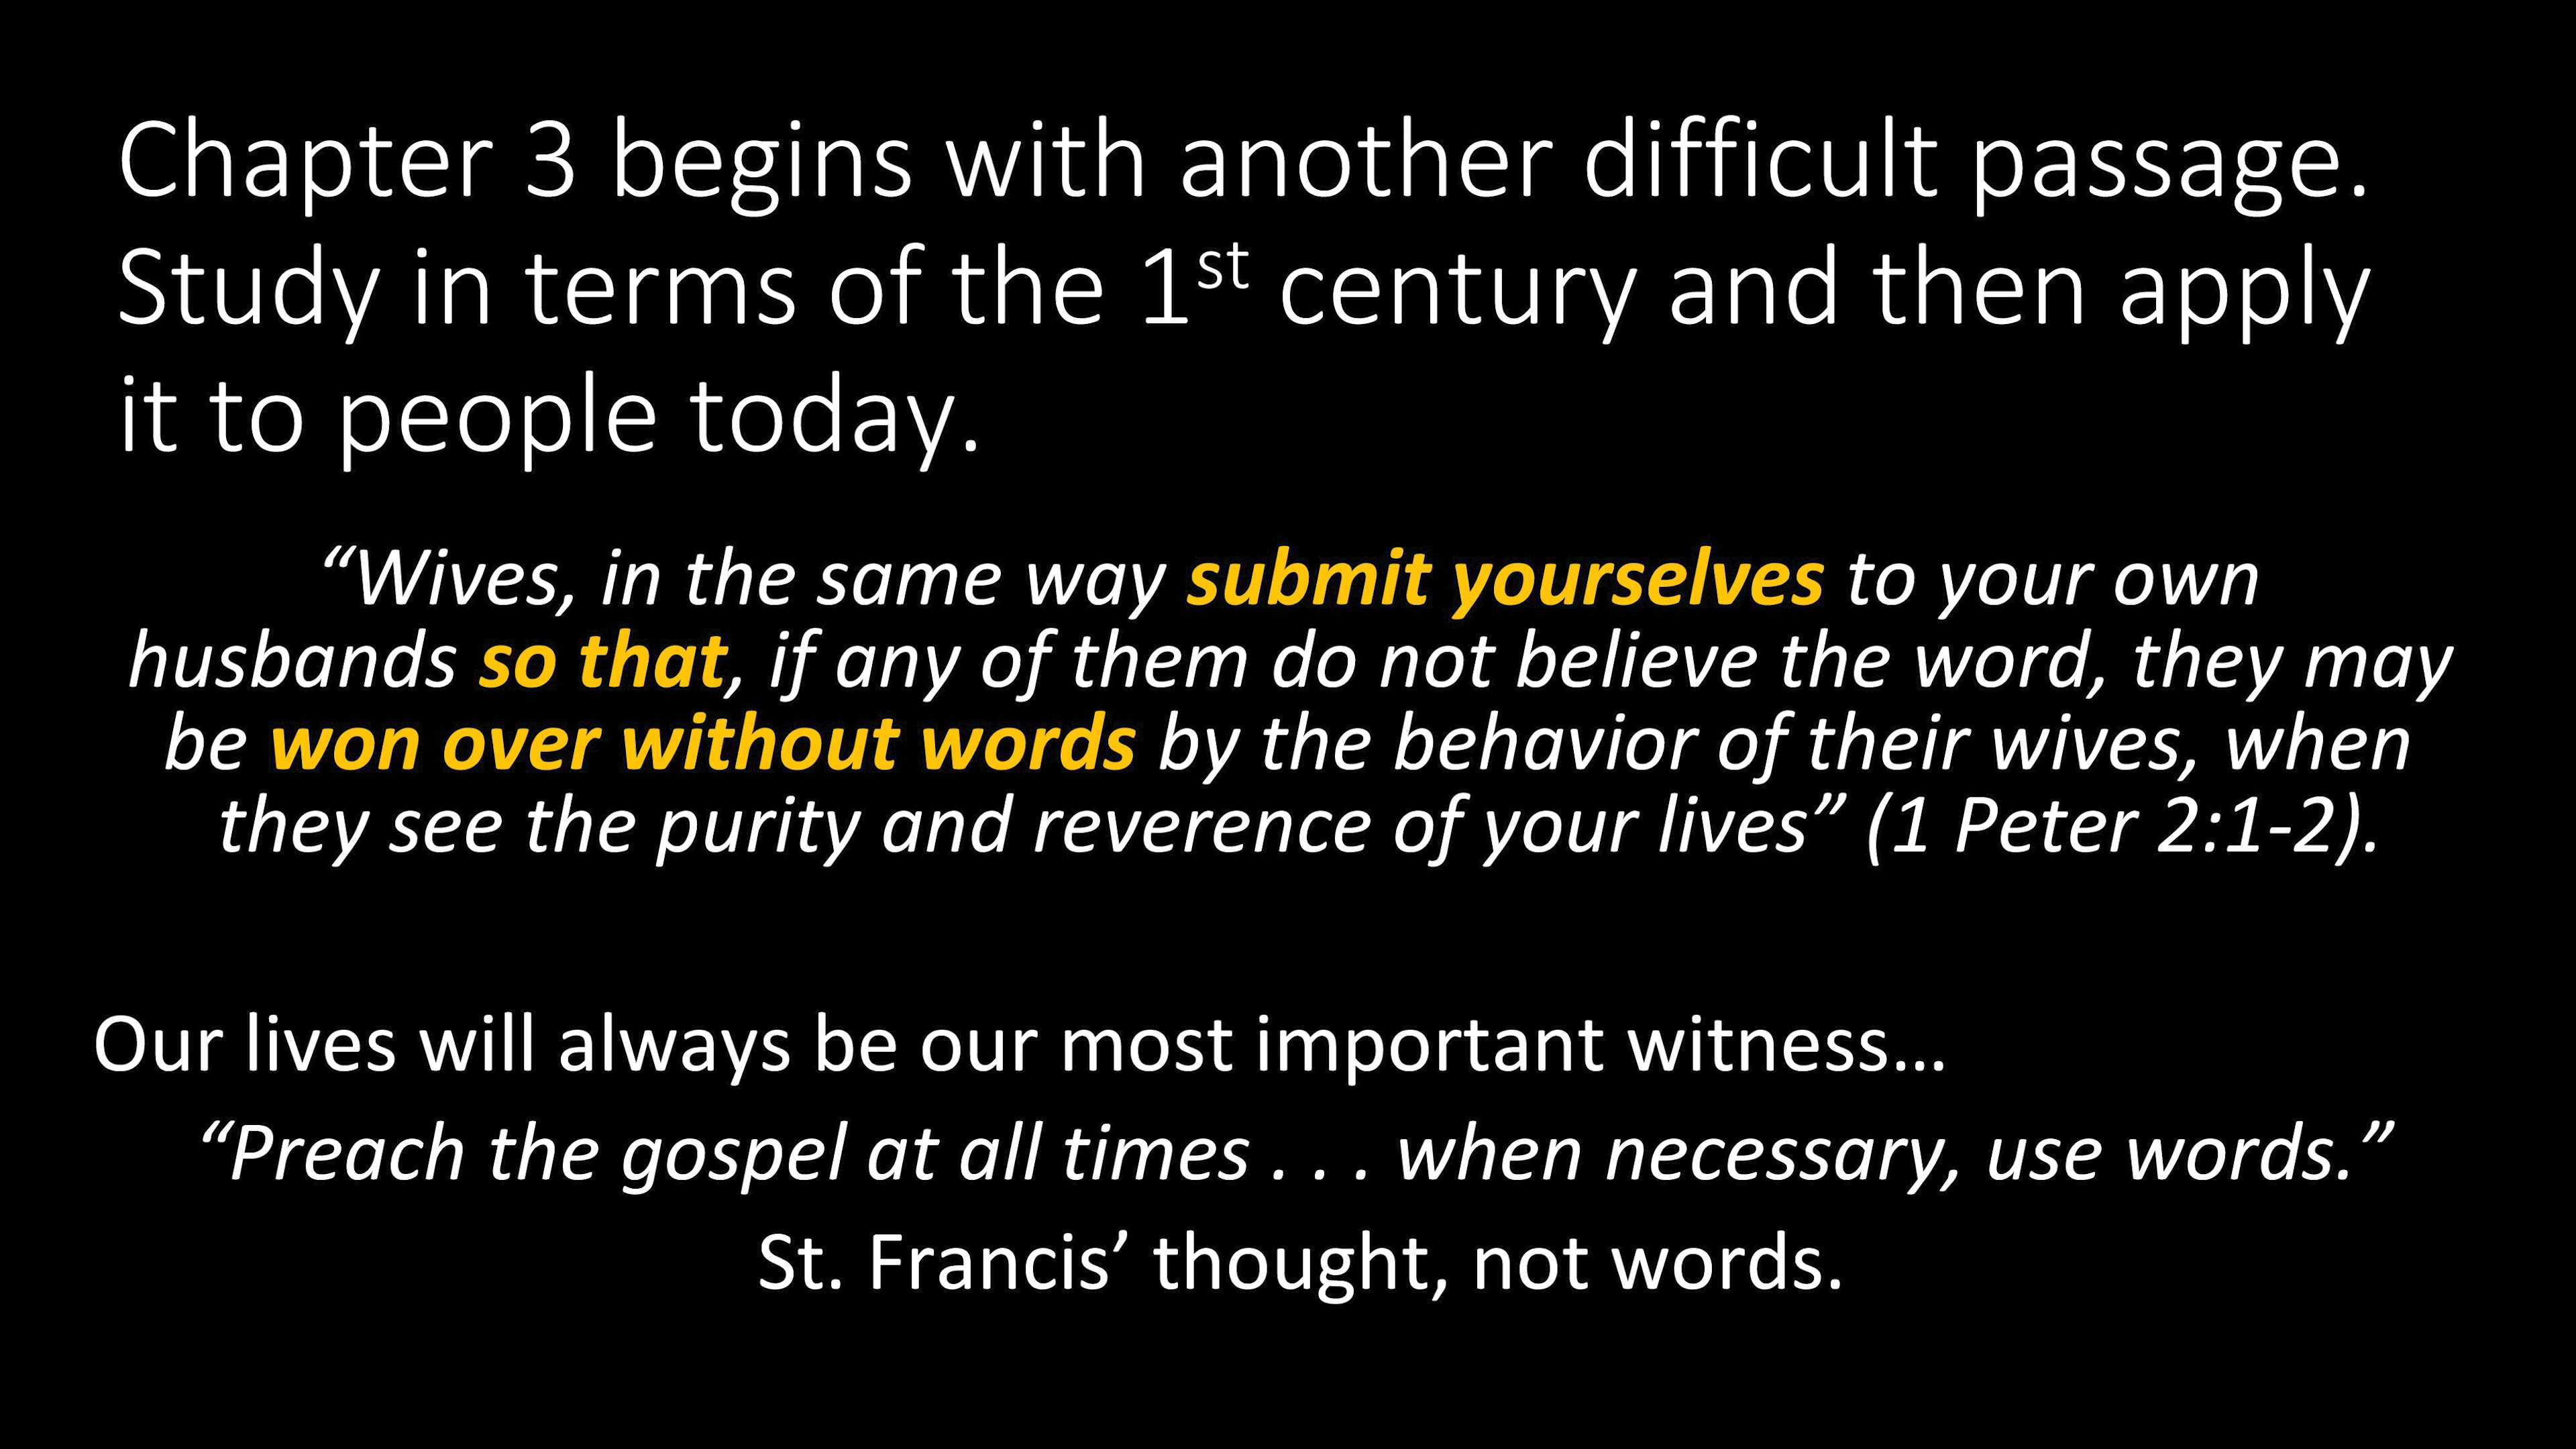 Chapter 3 begins with another difficult passage.
Study in terms of the 1st century and then apply
it to people today.
“Wives, in the same way submit yourselves to your own
husbands so that, if any of them do not believe the word, they may
be won over without words by the behavior of their wives, when
they see the purity and reverence of your lives” (1 Peter 2:1-2).
Our lives will always be our most important witness…
“Preach the gospel at all times . . . when necessary, use words.”
St. Francis’ thought, not words.